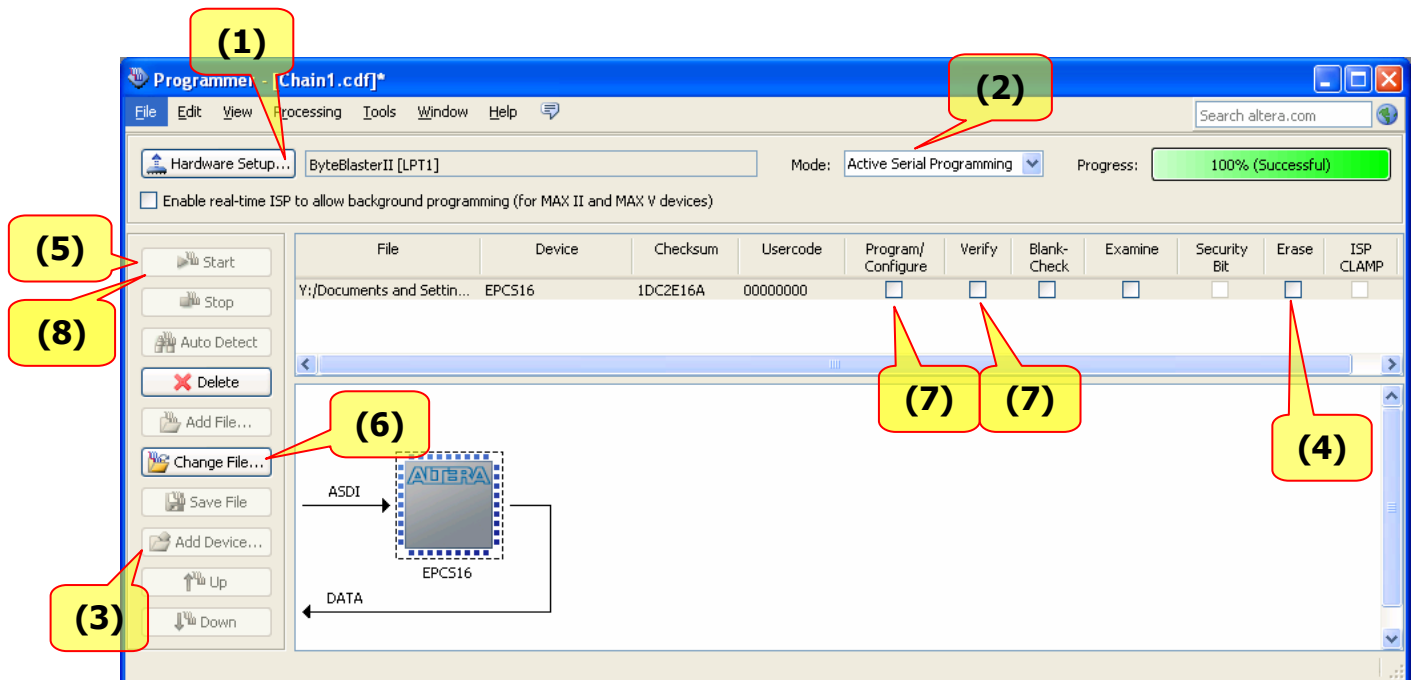 (1)
Programmer - [Chain1.cdf]*
(2)
File Edit View Processing Tools Window Help
Search altera.com
Hardware Setup... ByteBlasterII [LPT1] Mode: Active Serial Programming Progress: 100% (Successful)
Enable real-time ISP to allow background programming (for MAX II and MAX V devices)
(5)
Start
(8)
Stop
Auto Detect
Delete
Add File...
Change File...
Save File
Add Device...
Up
Down
(3)
File Device Checksum Usercode Program/ Configure Verify Blank- Check Examine Security Bit Erase ISP CLAMP
Y:/Documents and Settin... EPCS16 1DC2E16A 00000000
(7) (7)
(4)
(6)
ALTERA
ASDI
EPCS16
DATA